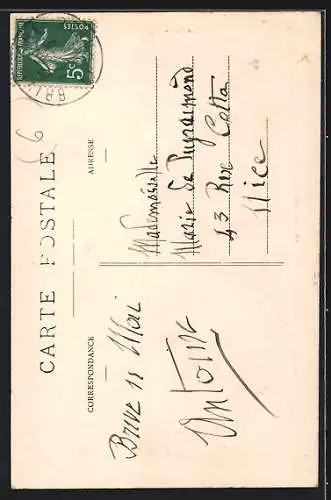 CARTE POSTALE
CORRESPONDANCE
ADRESSE
REPUBLIQUE FRANÇAISE
POSTES
5c
Brive 12 Mai
Antoine
Mademoiselle
Marie de Puyraimond
43 Rue Cotta
Nice